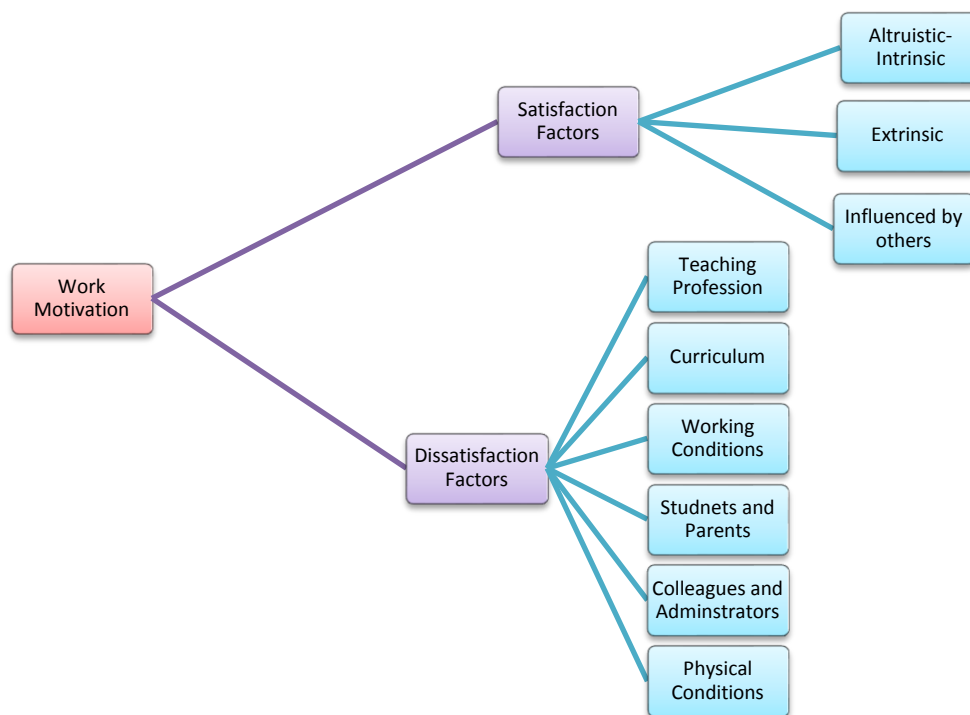 Altruistic-
Intrinsic
Satisfaction
Factors
Extrinsic
Influenced by
others
Work
Motivation
Teaching
Profession
Curriculum
Working
Conditions
Dissatisfaction
Factors
Studnets and
Parents
Colleagues and
Adminstrators
Physical
Conditions